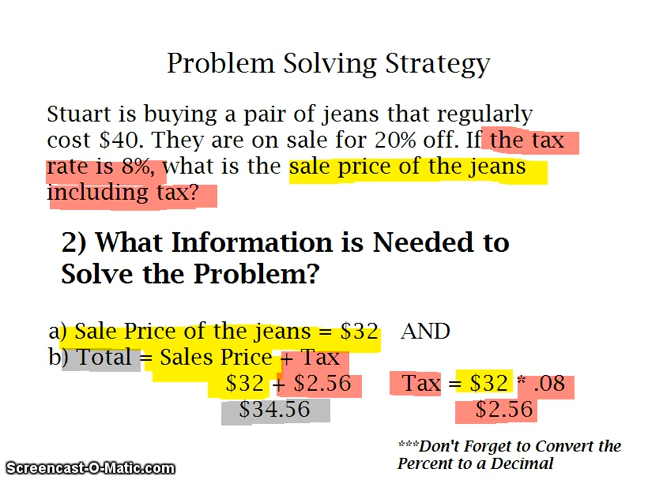 Problem Solving Strategy
Stuart is buying a pair of jeans that regularly
cost $40. They are on sale for 20% off. If the tax
rate is 8%, what is the sale price of the jeans
including tax?
2) What Information is Needed to
Solve the Problem?
a) Sale Price of the jeans = $32 AND
b) Total = Sales Price + Tax
$32 + $2.56 Tax = $32 * .08
$34.56 $2.56
***Don't Forget to Convert the
Percent to a Decimal
Screencast-O-Matic.com